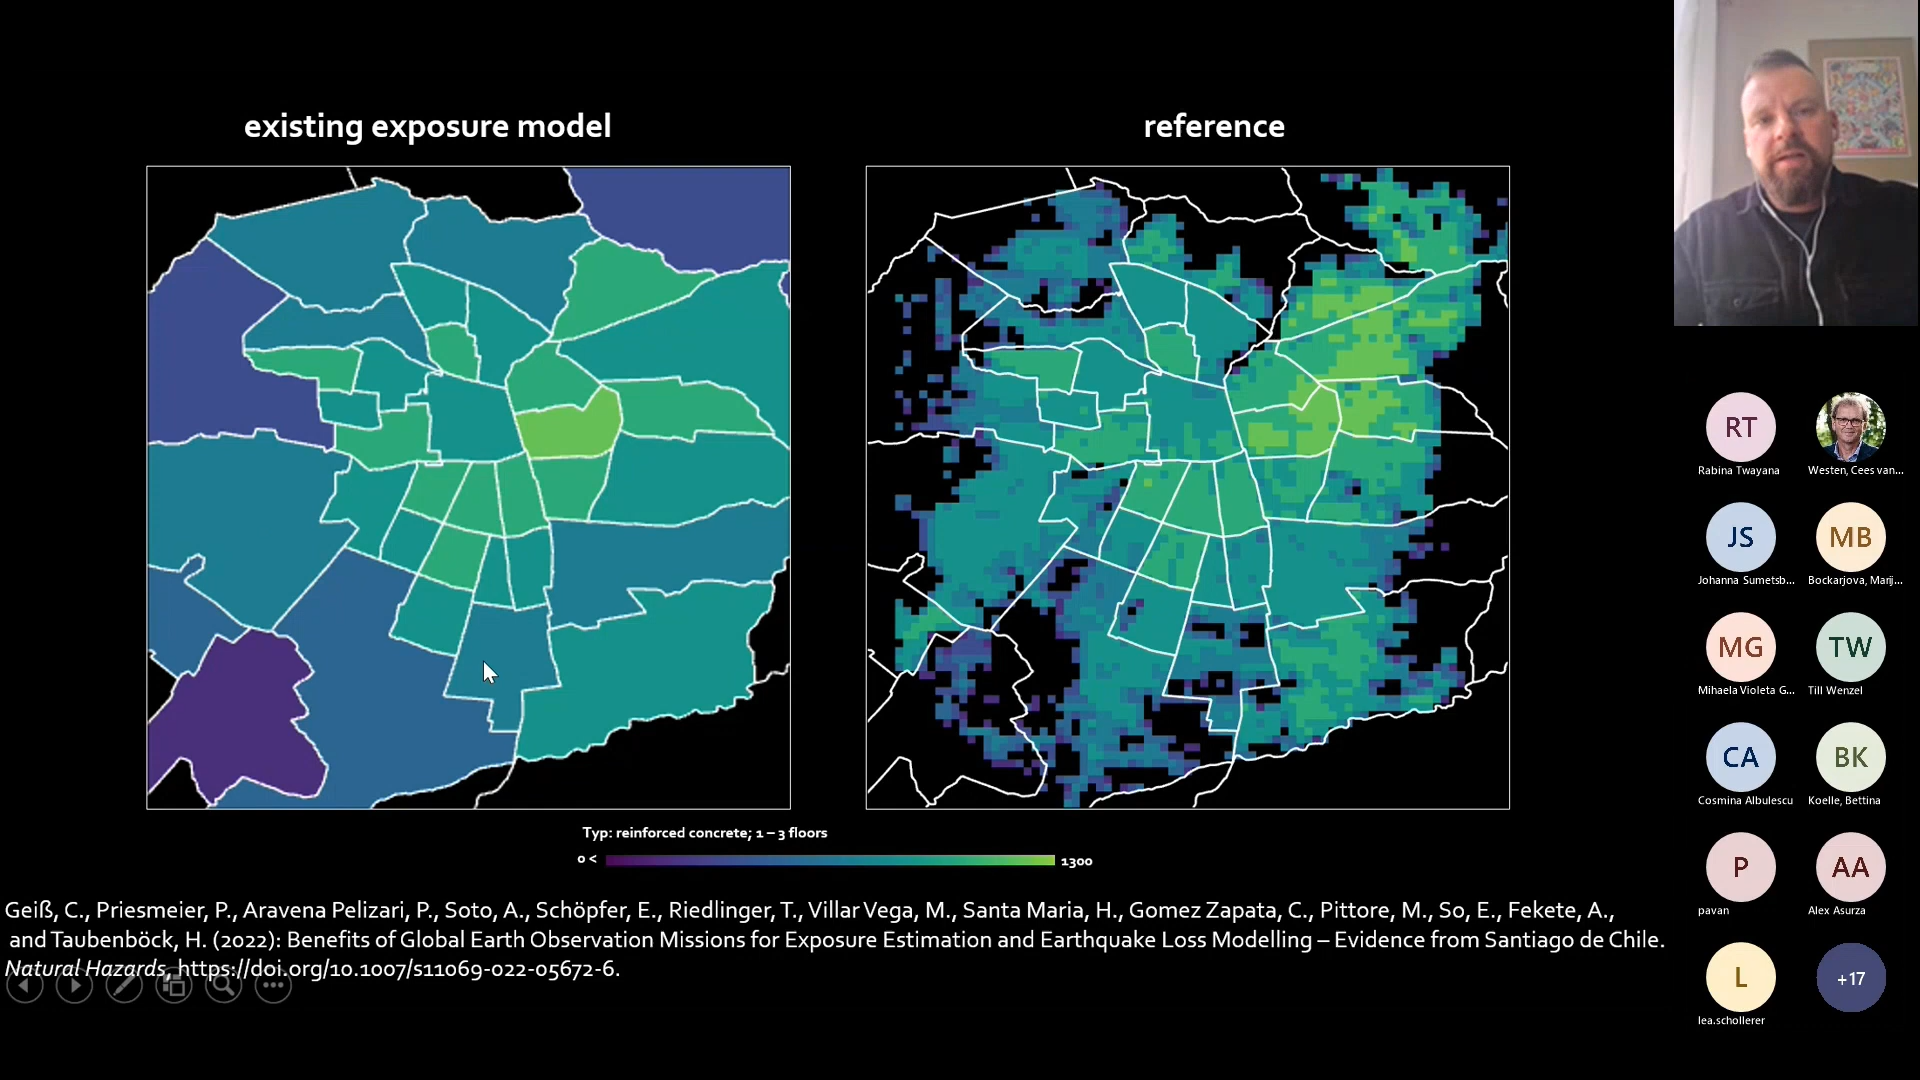 existing exposure model
reference
Typ: reinforced concrete; 1 – 3 floors
0 <
1300
Geiß, C., Priesmeier, P., Aravena Pelizari, P., Soto, A., Schöpfer, E., Riedlinger, T., Villar Vega, M., Santa Maria, H., Gomez Zapata, C., Pittore, M., So, E., Fekete, A.,
and Taubenböck, H. (2022): Benefits of Global Earth Observation Missions for Exposure Estimation and Earthquake Loss Modelling – Evidence from Santiago de Chile.
Natural Hazards, https://doi.org/10.1007/s11069-022-05672-6.
RT
Rabina Twayana
Westen, Cees van...
JS
MB
Johanna Sumetsb...
Bockarjova, Marij...
MG
TW
Mihaela Violeta G...
Till Wenzel
CA
BK
Cosmina Albulescu
Koelle, Bettina
P
AA
pavan
Alex Asurza
L
+17
lea.schollerer